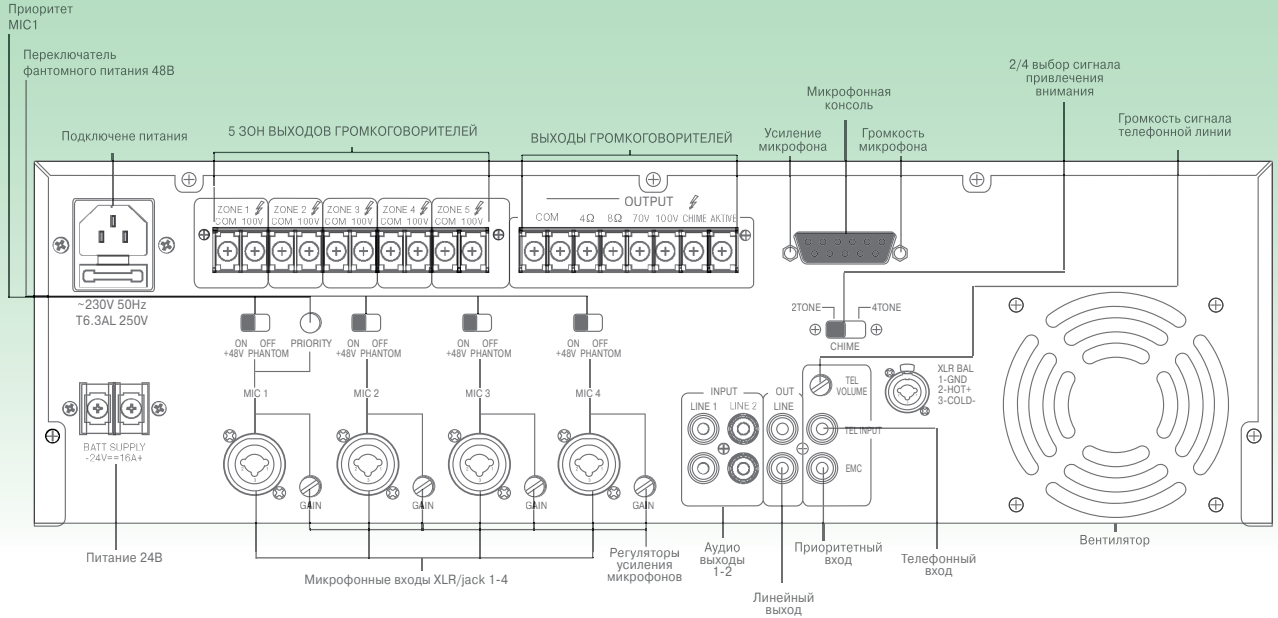 Приоритет
MIC1
Переключатель
фантомного питания 48В
Подключене питания
5 ЗОН ВЫХОДОВ ГРОМКОГОВОРИТЕЛЕЙ
ВЫХОДЫ ГРОМКОГОВОРИТЕЛЕЙ
Усиление
микрофона
Микрофонная
консоль
Громкость
микрофона
2/4 выбор сигнала
привлечения
внимания
Громкость сигнала
телефонной линии
ZONE 1 ZONE 2 ZONE 3 ZONE 4 ZONE 5
COM 100V COM 100V COM 100V COM 100V COM 100V
OUTPUT
COM 4Ω 8Ω 70V 100V CHIME AKTIVE
~230V 50Hz
T6.3AL 250V
ON OFF
+48V PHANTOM
PRIORITY
ON OFF
+48V PHANTOM
ON OFF
+48V PHANTOM
ON OFF
+48V PHANTOM
2TONE 4TONE
CHIME
MIC 1 MIC 2 MIC 3 MIC 4
INPUT OUT
LINE 1 LINE 2 LINE
TEL
VOLUME
TEL INPUT
EMC
XLR BAL
1-GND
2-HOT+
3-COLD-
BATT SUPPLY
-24V==16A+
GAIN GAIN GAIN GAIN
Питание 24В
Микрофонные входы XLR/jack 1-4
Регуляторы
усиления
микрофонов
Аудио
выходы
1-2
Линейный
выход
Приоритетный
вход
Телефонный
вход
Вентилятор